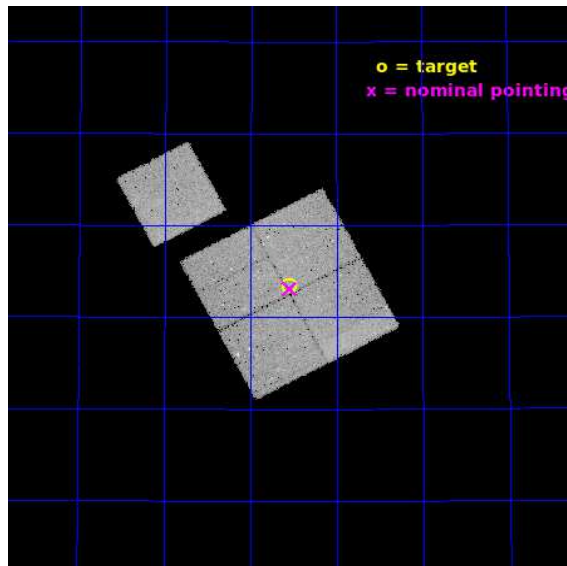 o = target
x = nominal pointing